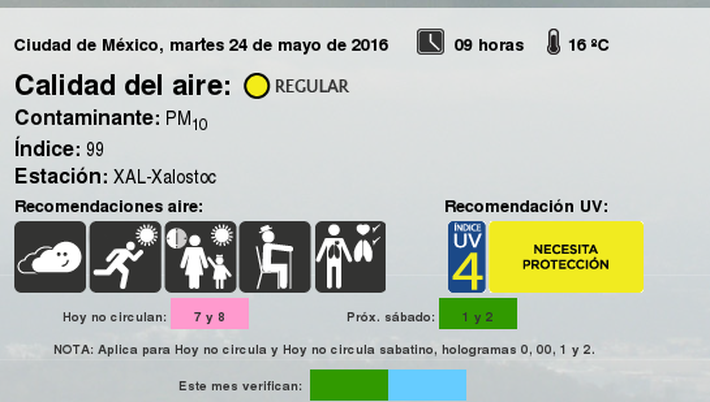 Ciudad de México, martes 24 de mayo de 2016 09 horas 16 ºC
Calidad del aire: REGULAR
Contaminante: PM10
Índice: 99
Estación: XAL-Xalostoc
Recomendaciones aire: Recomendación UV:
ÍNDICE
UV
4
NECESITA
PROTECCIÓN
Hoy no circulan: 7 y 8 Próx. sábado: 1 y 2
NOTA: Aplica para Hoy no circula y Hoy no circula sabatino, hologramas 0, 00, 1 y 2.
Este mes verifican: